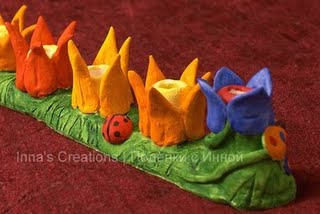 Inna's Creations | Поделки с Инной